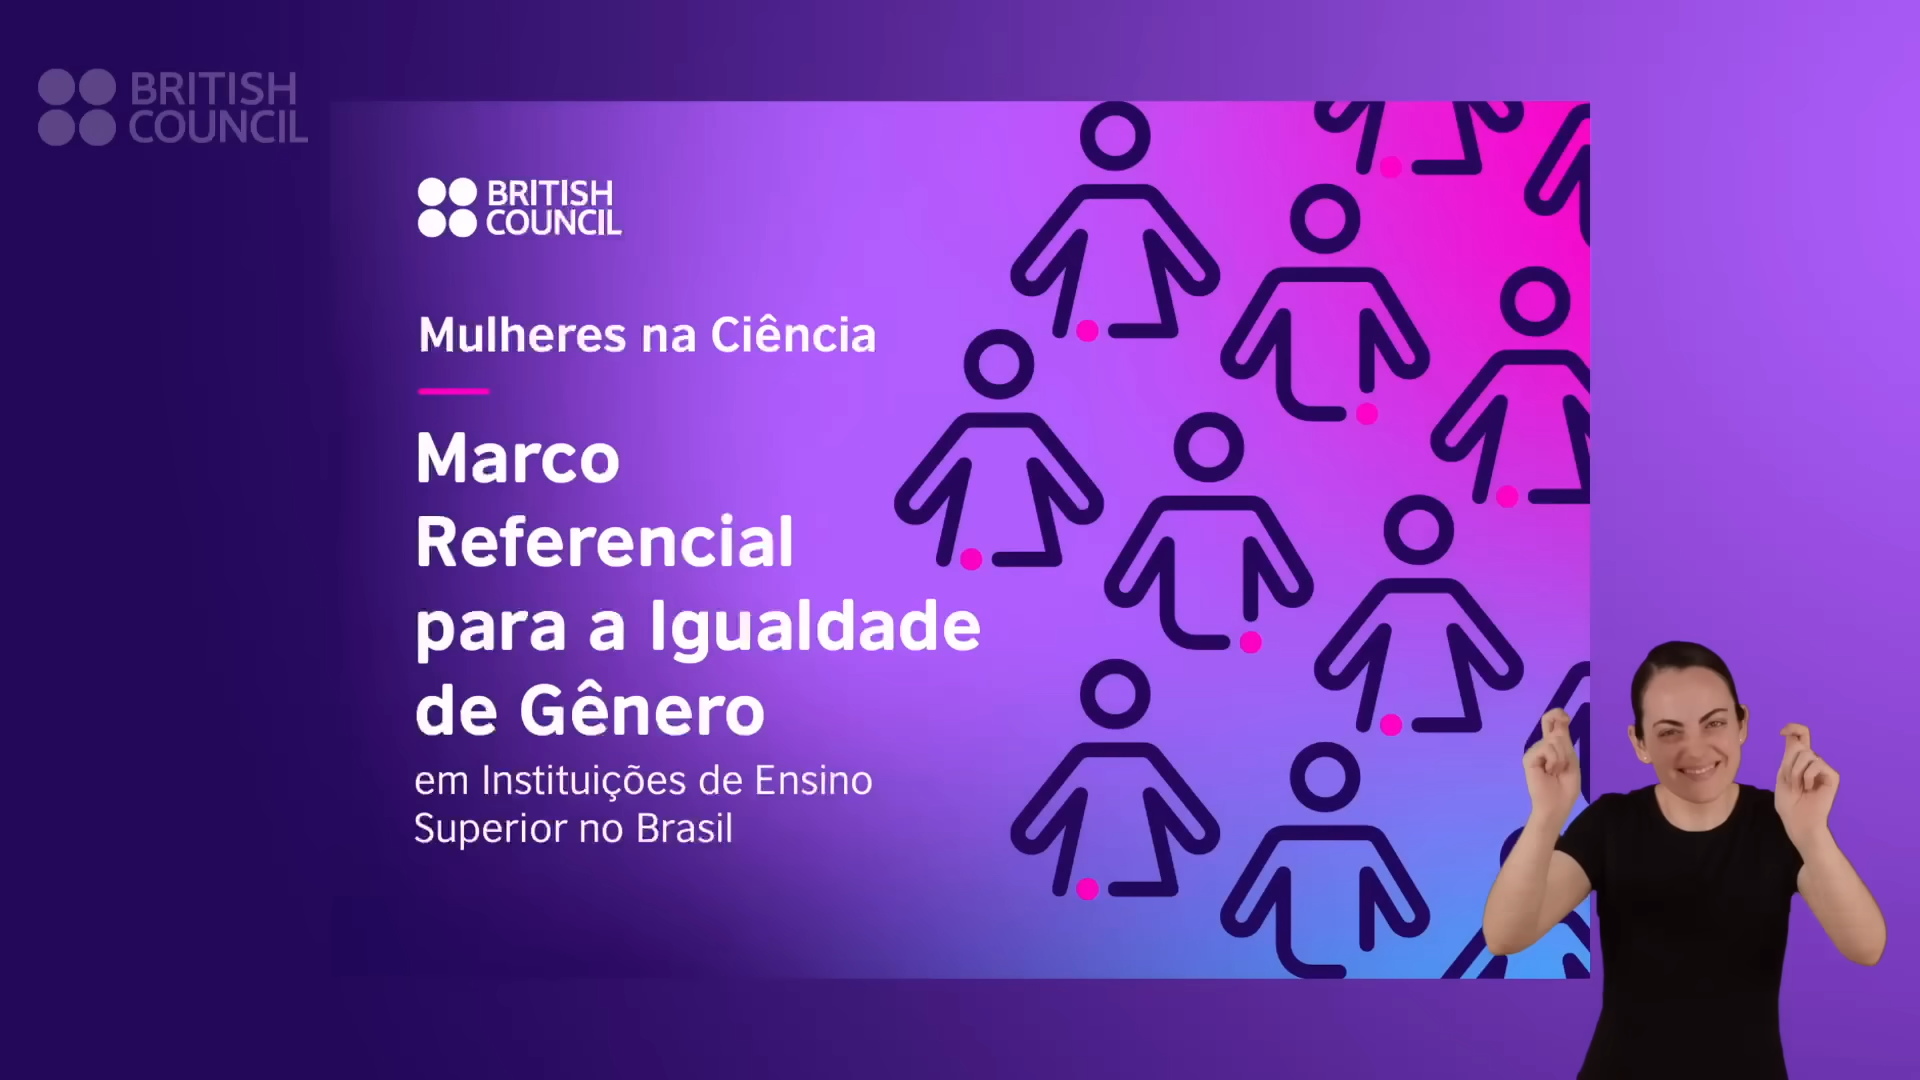 BRITISH
COUNCIL
BRITISH
COUNCIL
Mulheres na Ciência
Marco
Referencial
para a Igualdade
de Gênero
em Instituições de Ensino
Superior no Brasil